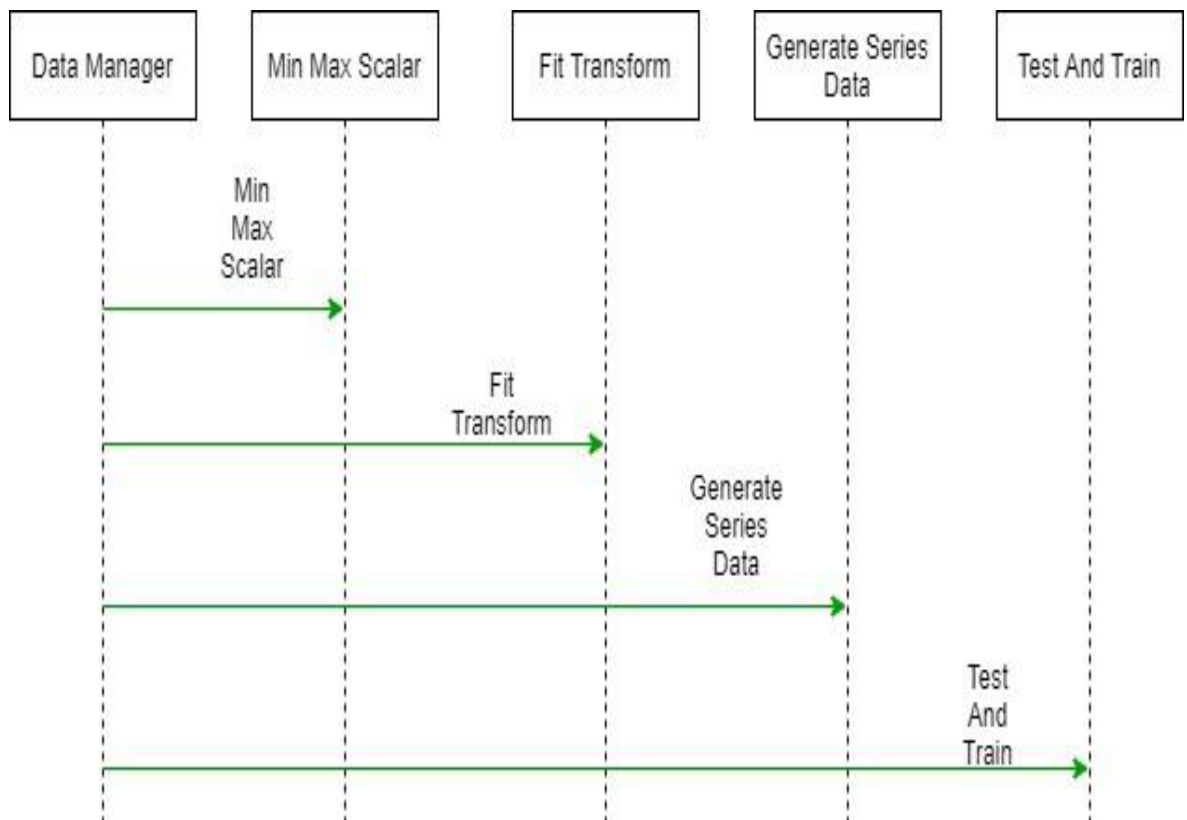 Data Manager
Min Max Scalar
Fit Transform
Generate Series
Data
Test And Train
Min
Max
Scalar
Fit
Transform
Generate
Series
Data
Test
And
Train